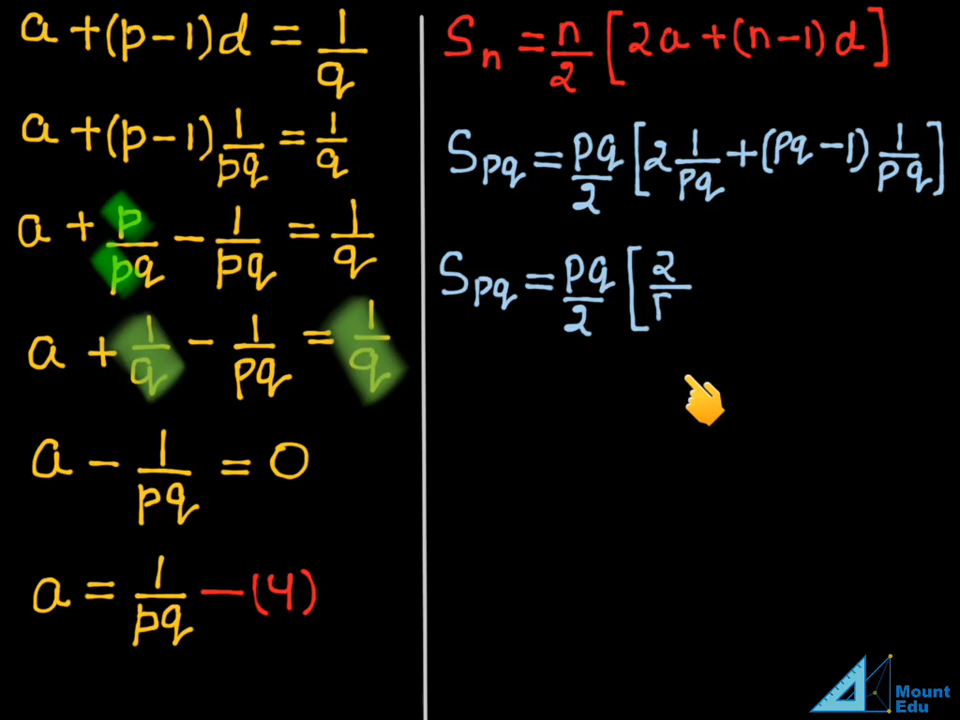 a + (p-1)d = 1/q
a + (p-1) 1/pq = 1/q
a + p/pq - 1/pq = 1/q
a + 1/q - 1/pq = 1/q
a - 1/pq = 0
a = 1/pq - (4)
Sn = n/2 [2a + (n-1)d]
Spq = pq/2 [2 1/pq + (pq-1) 1/pq]
Spq = pq/2 [2/
Mount
Edu